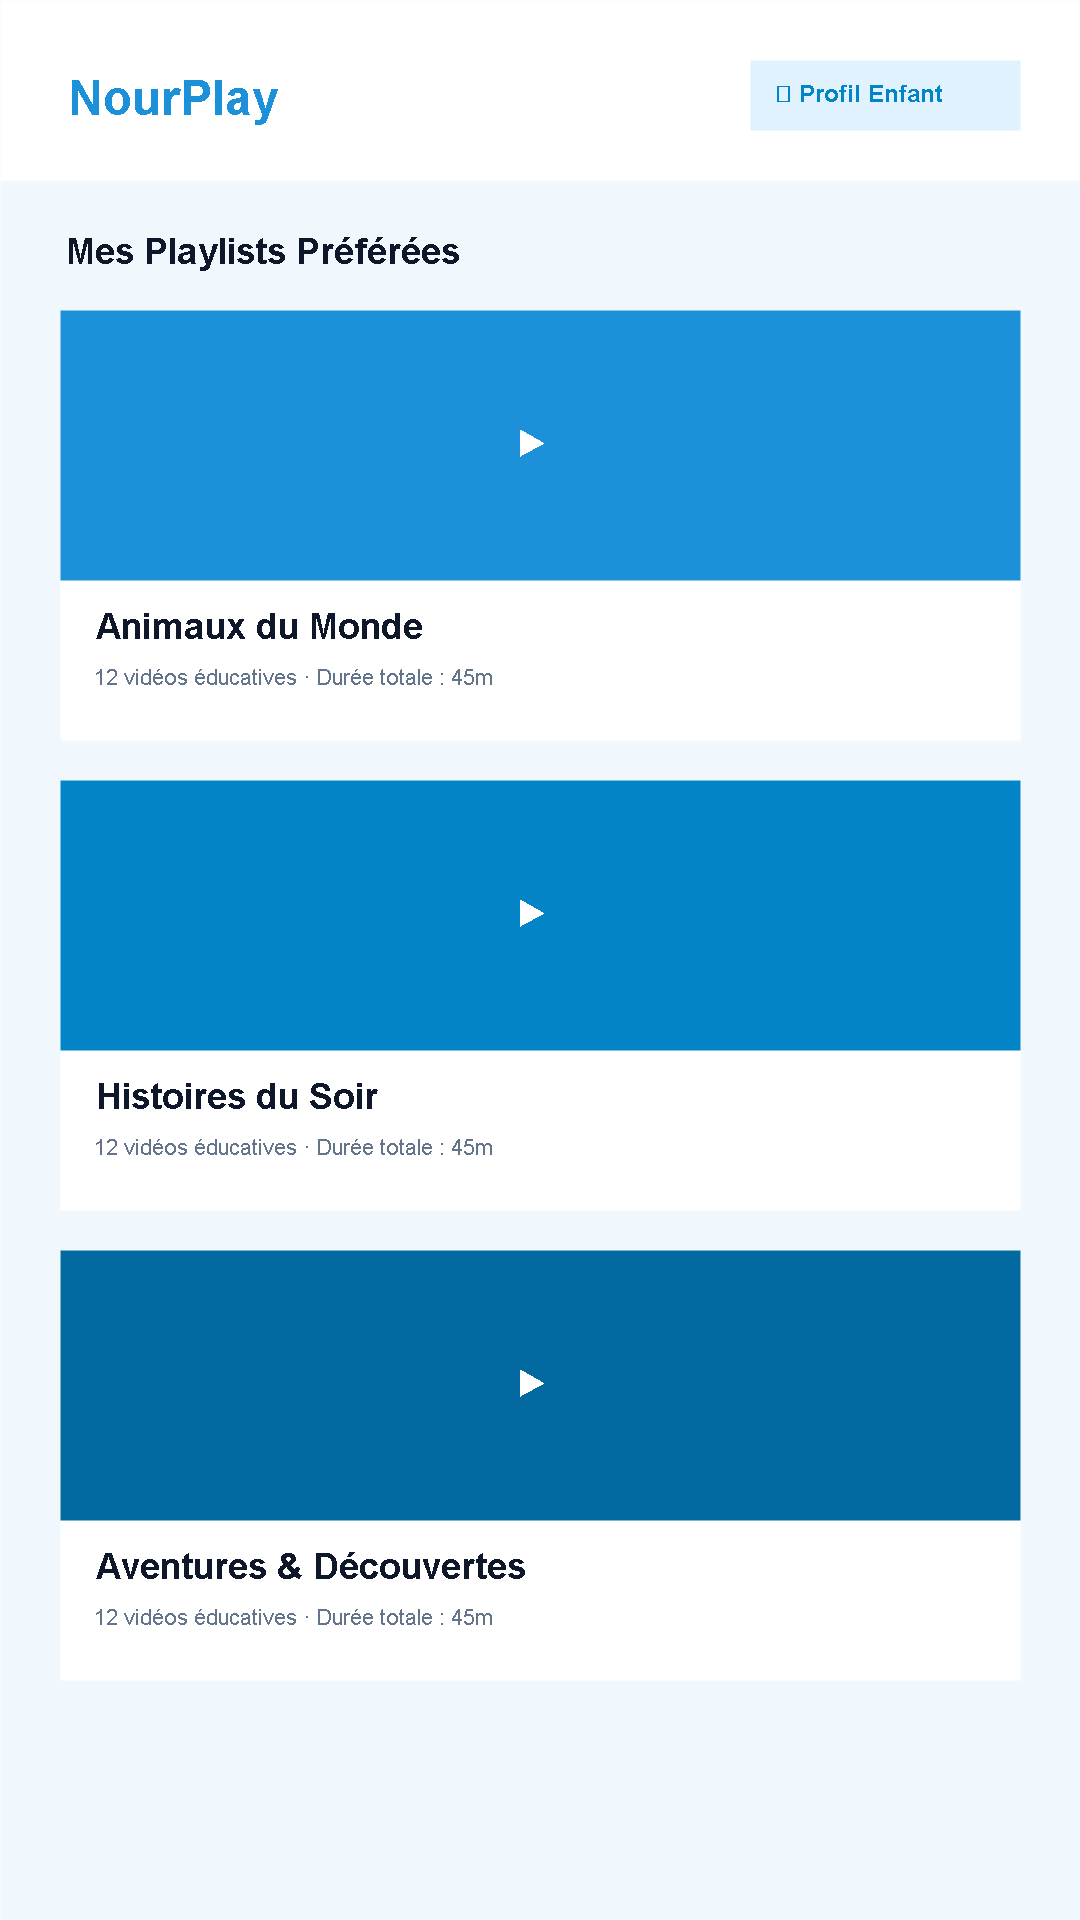 NourPlay
Profil Enfant
Mes Playlists Préférées
Animaux du Monde
12 vidéos éducatives · Durée totale : 45m
Histoires du Soir
12 vidéos éducatives · Durée totale : 45m
Aventures & Découvertes
12 vidéos éducatives · Durée totale : 45m